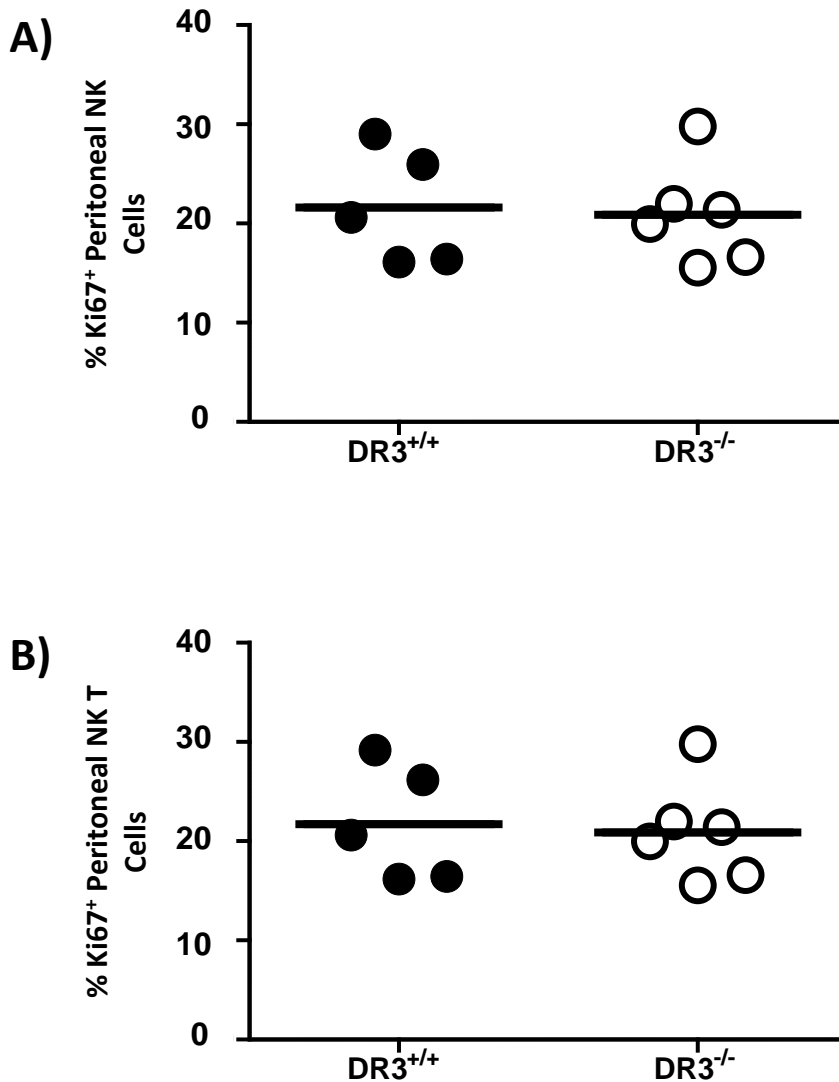 A)
% Ki67⁺ Peritoneal NK
Cells
40
30
20
10
0
DR3⁺/⁺ DR3⁻/⁻
B)
% Ki67⁺ Peritoneal NK T
Cells
40
30
20
10
0
DR3⁺/⁺ DR3⁻/⁻